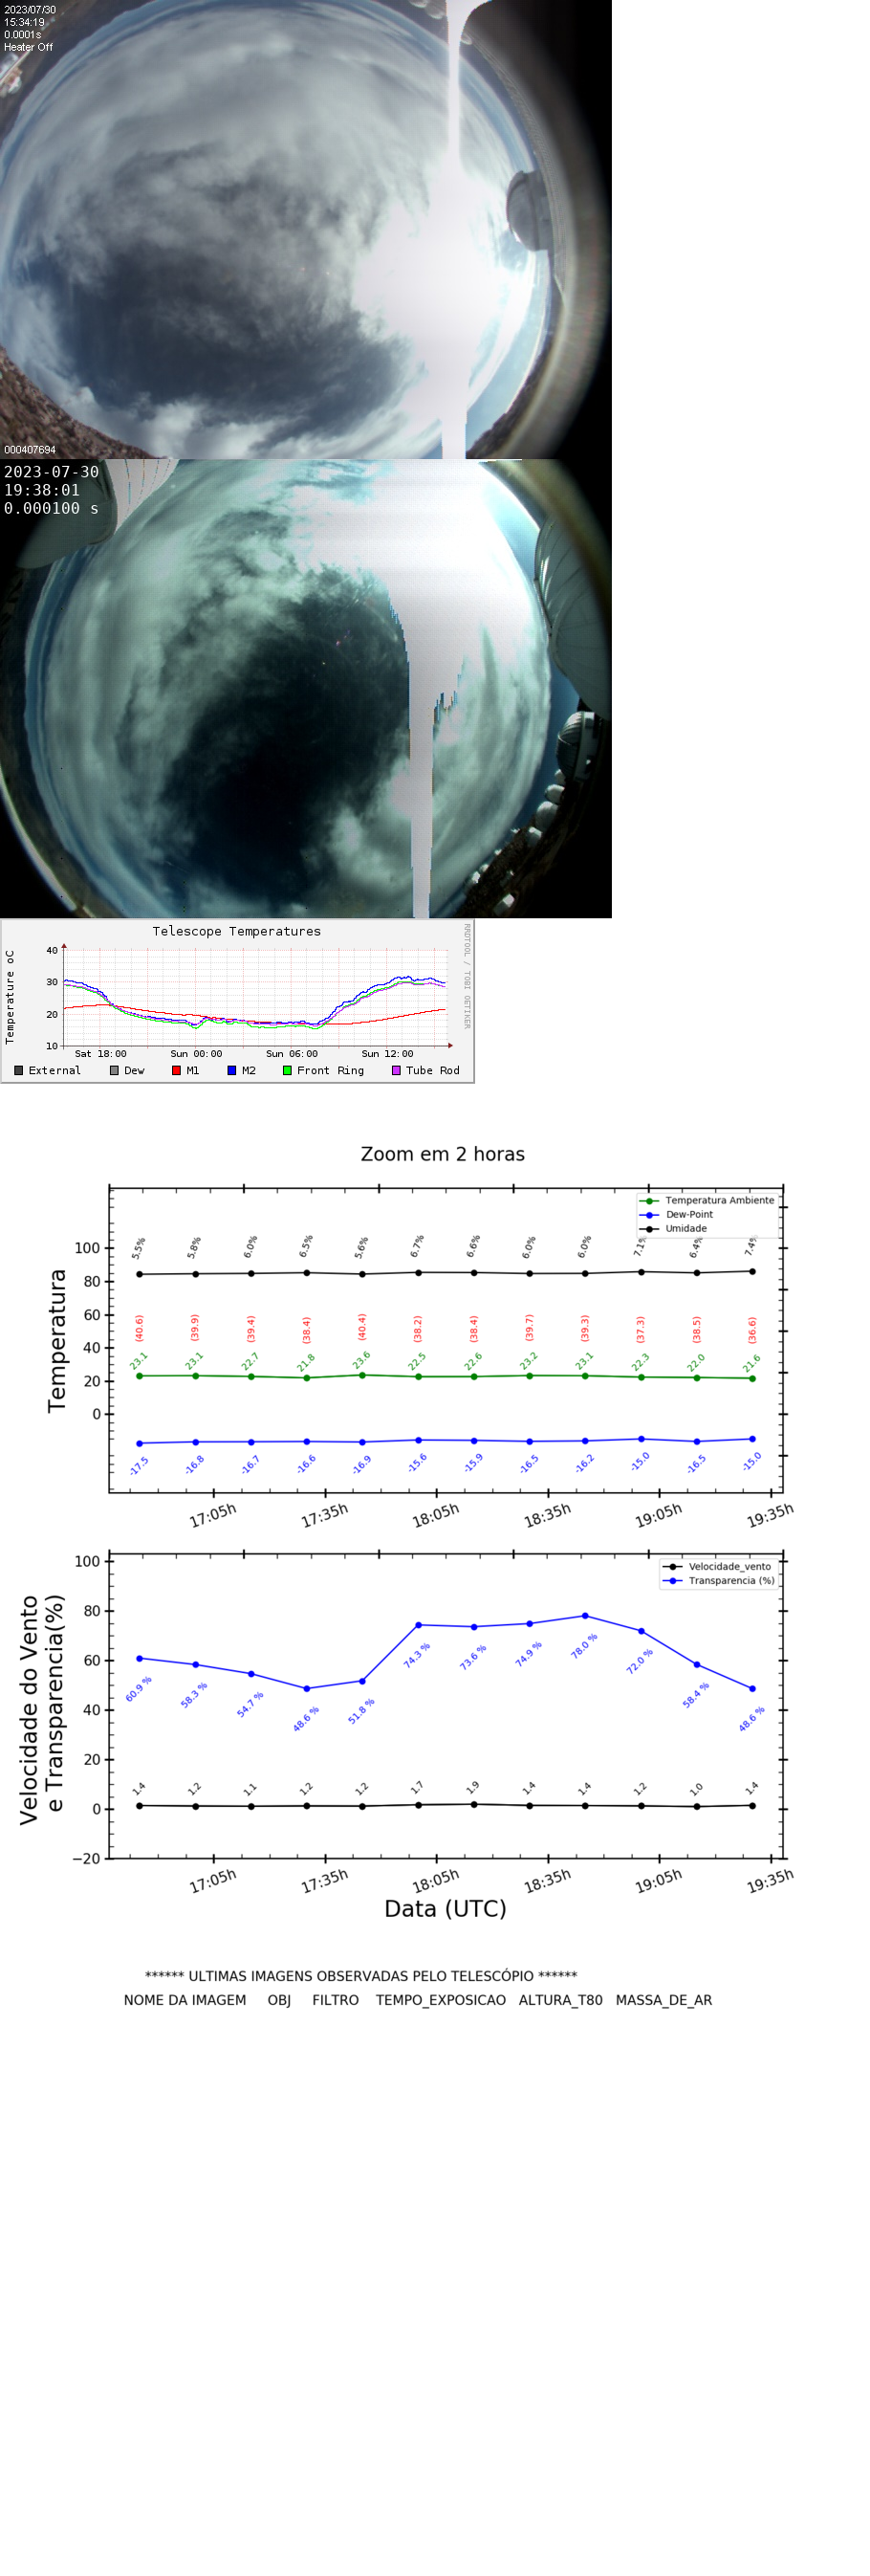 2023/07/30
15:34:19
0.0001s
Heater Off
000407694
2023-07-30
19:38:01
0.000100 s
Telescope Temperatures
RRDTOOL / TOBI OETIKER
Temperature oC
40
30
20
10
Sat 18:00 Sun 00:00 Sun 06:00 Sun 12:00
External Dew M1 M2 Front Ring Tube Rod
Zoom em 2 horas
Temperatura Ambiente
Dew-Point
Umidade
Temperatura
100
80
60
40
20
0
5.5% 5.8% 6.0% 6.5% 5.6% 6.7% 6.6% 6.0% 6.0% 7.1% 6.4% 7.4%
(40.6) (39.9) (39.4) (38.4) (40.4) (38.2) (38.4) (39.7) (39.3) (37.3) (38.5) (36.6)
23.1 23.1 22.7 21.8 23.6 22.5 22.6 23.2 23.1 22.3 22.0 21.6
-17.5 -16.8 -16.7 -16.6 -16.9 -15.6 -15.9 -16.5 -16.2 -15.0 -16.5 -15.0
17:05h 17:35h 18:05h 18:35h 19:05h 19:35h
Velocidade_vento
Transparencia (%)
Velocidade do Vento
e Transparencia(%)
100
80
60
40
20
0
−20
60.9 % 58.3 % 54.7 % 48.6 % 51.8 % 74.3 % 73.6 % 74.9 % 78.0 % 72.0 % 58.4 % 48.6 %
1.4 1.2 1.1 1.2 1.2 1.7 1.9 1.4 1.4 1.2 1.0 1.4
17:05h 17:35h 18:05h 18:35h 19:05h 19:35h
Data (UTC)
****** ULTIMAS IMAGENS OBSERVADAS PELO TELESCÓPIO ******
NOME DA IMAGEM OBJ FILTRO TEMPO_EXPOSICAO ALTURA_T80 MASSA_DE_AR